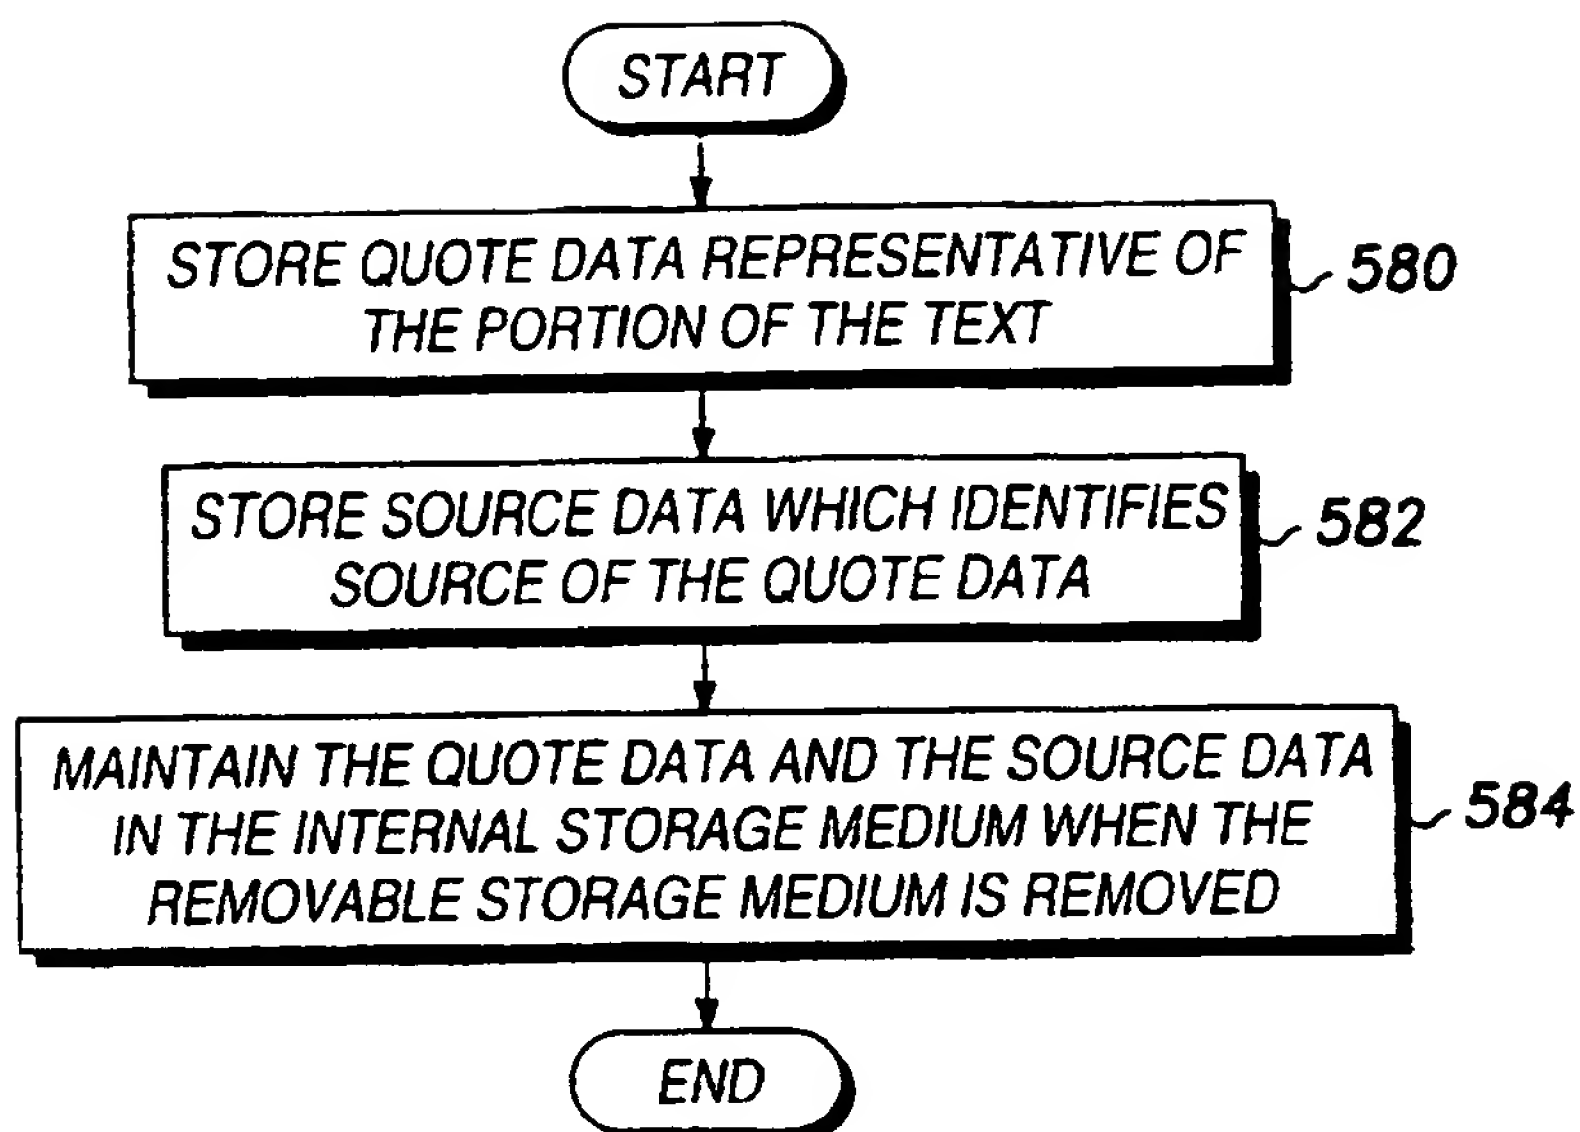 START
STORE QUOTE DATA REPRESENTATIVE OF
THE PORTION OF THE TEXT
580
STORE SOURCE DATA WHICH IDENTIFIES
SOURCE OF THE QUOTE DATA
582
MAINTAIN THE QUOTE DATA AND THE SOURCE DATA
IN THE INTERNAL STORAGE MEDIUM WHEN THE
REMOVABLE STORAGE MEDIUM IS REMOVED
584
END